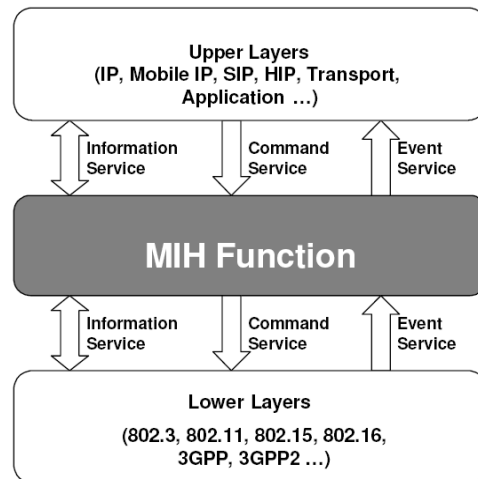 Upper Layers
(IP, Mobile IP, SIP, HIP, Transport,
Application ...)
Information
Service
Command
Service
Event
Service
MIH Function
Information
Service
Command
Service
Event
Service
Lower Layers
(802.3, 802.11, 802.15, 802.16,
3GPP, 3GPP2 ...)